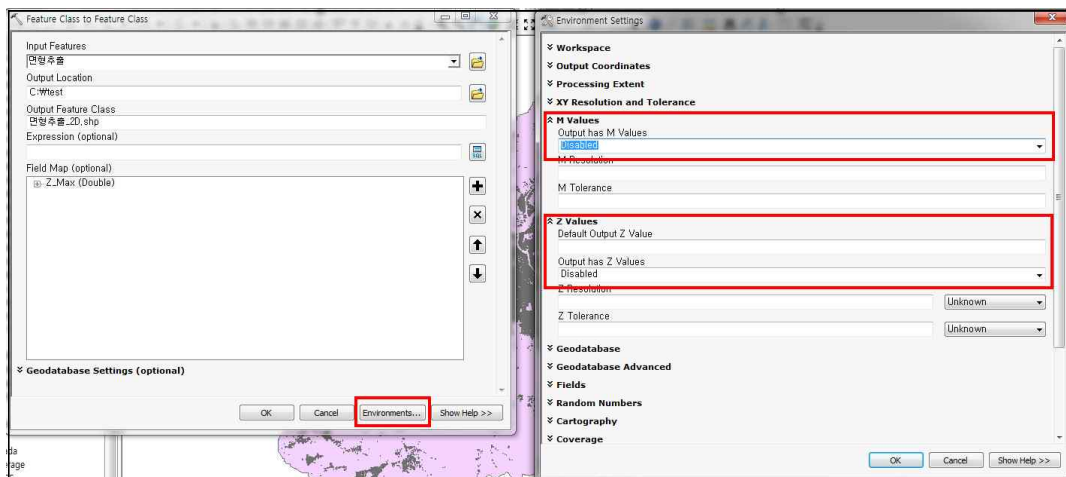 Feature Class to Feature Class
Input Features
면형추출
Output Location
C:₩test
Output Feature Class
면형추출_2D.shp
Expression (optional)
SQL
Field Map (optional)
Z_Max (Double)
Geodatabase Settings (optional)
OK
Cancel
Environments...
Show Help >>
nda
erage
Environment Settings
Workspace
Output Coordinates
Processing Extent
XY Resolution and Tolerance
M Values
Output has M Values
Disabled
M Resolution
M Tolerance
Z Values
Default Output Z Value
Output has Z Values
Disabled
Z Resolution
Unknown
Z Tolerance
Unknown
Geodatabase
Geodatabase Advanced
Fields
Random Numbers
Cartography
Coverage
OK
Cancel
Show Help >>